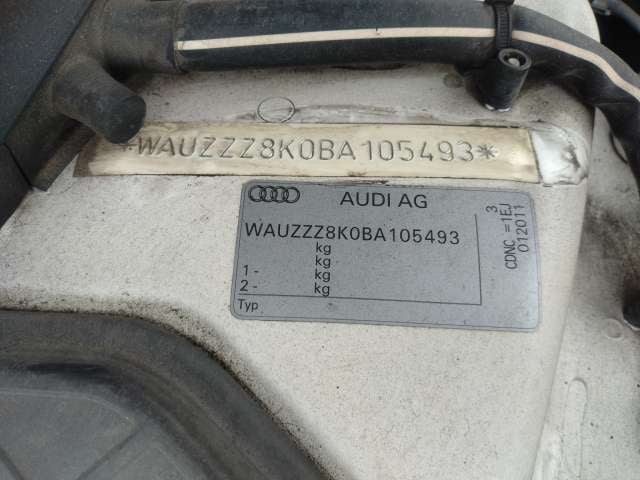 *WAUZZZ8K0BA105493*
AUDI AG
WAUZZZ8K0BA105493
kg
kg
1 - kg
2 - kg
Typ
3
CDNC =1EJ
012011